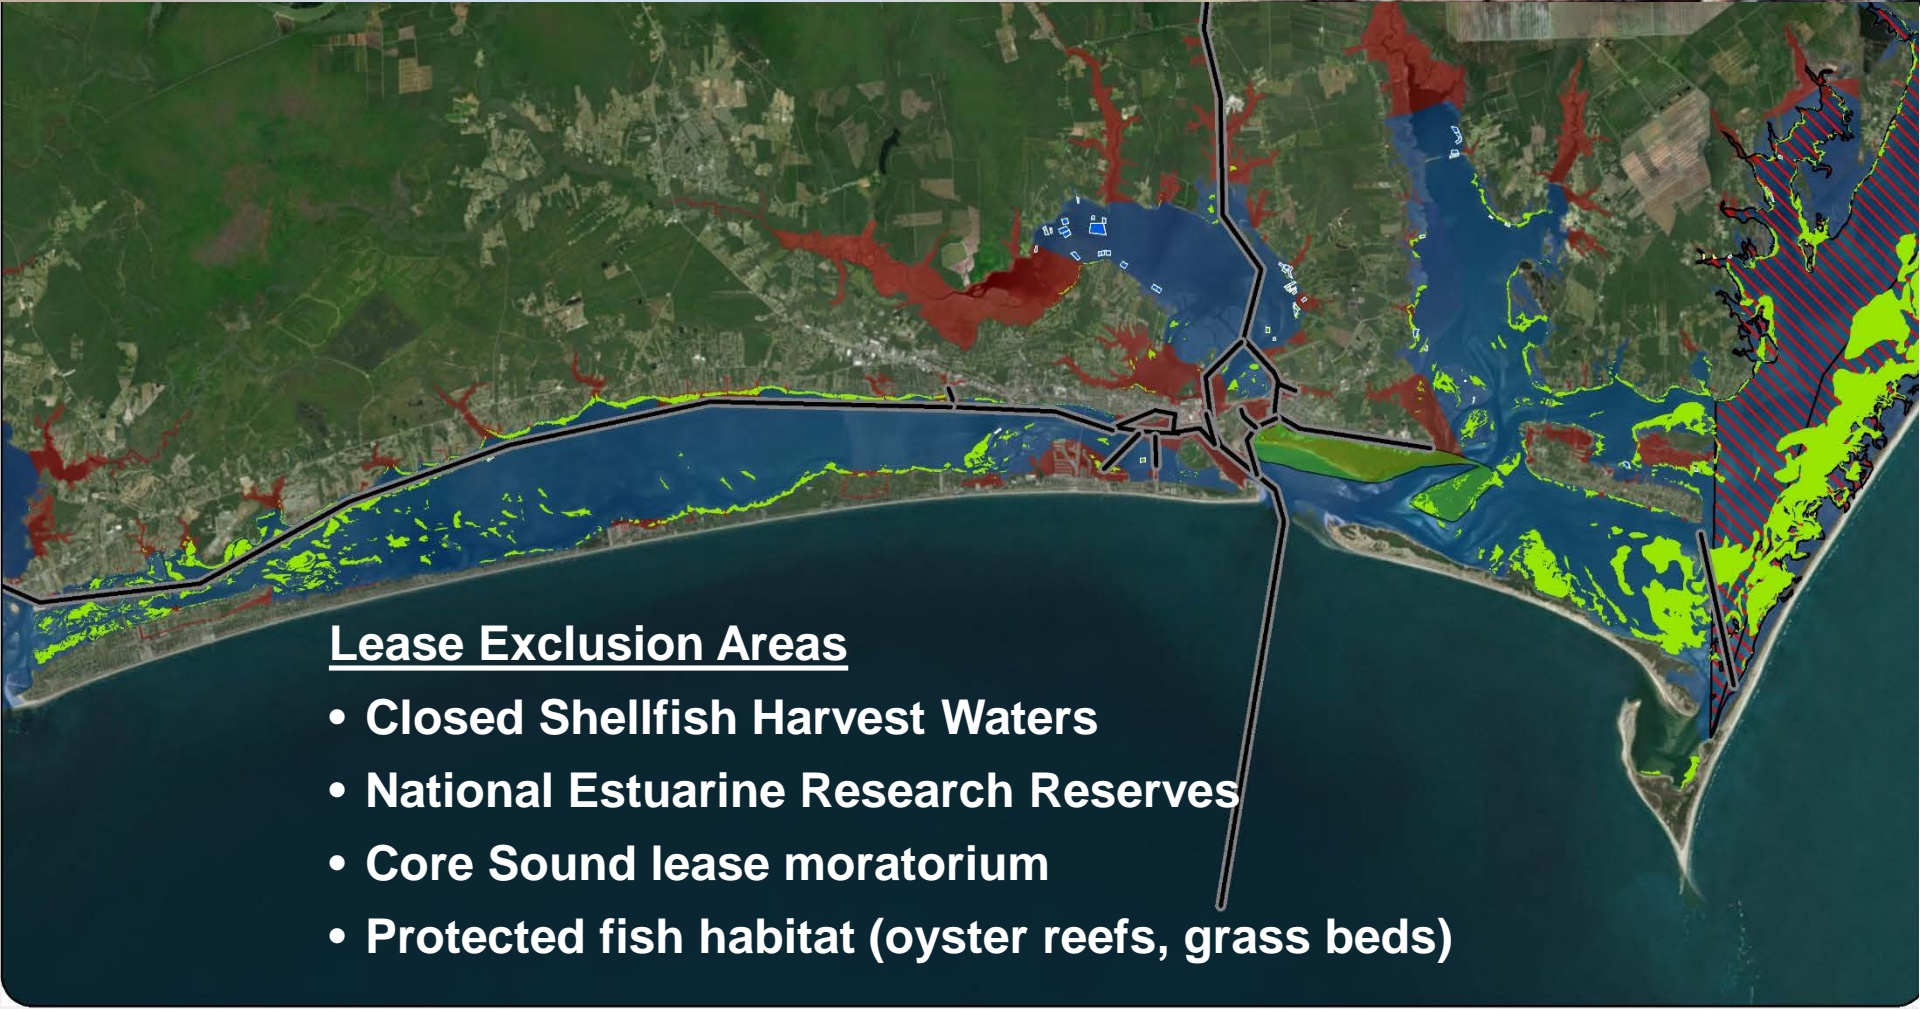 Lease Exclusion Areas
• Closed Shellfish Harvest Waters
• National Estuarine Research Reserves
• Core Sound lease moratorium
• Protected fish habitat (oyster reefs, grass beds)